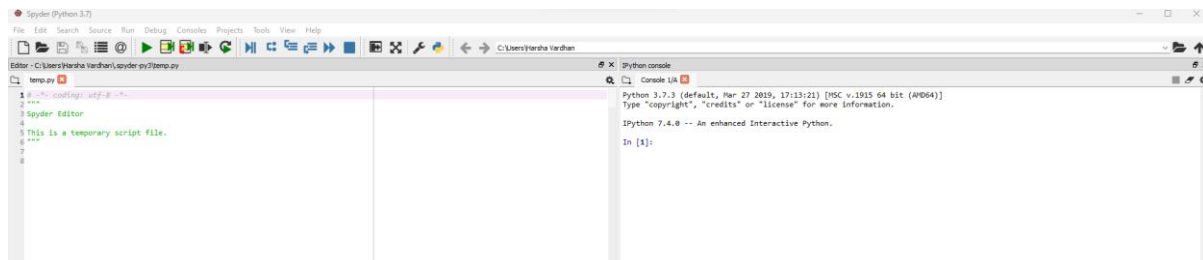 Spyder (Python 3.7)
File Edit Search Source Run Debug Consoles Projects Tools View Help
C:\Users\Harsha Vardhan
Editor - C:\Users\Harsha Vardhan\.spyder-py3\temp.py
temp.py
1 # -*- coding: utf-8 -*-
2 """
3 Spyder Editor
4
5 This is a temporary script file.
6 """
7
8
IPython console
Console 1/A
Python 3.7.3 (default, Mar 27 2019, 17:13:21) [MSC v.1915 64 bit (AMD64)]
Type "copyright", "credits" or "license" for more information.
IPython 7.4.0 -- An enhanced Interactive Python.
In [1]: